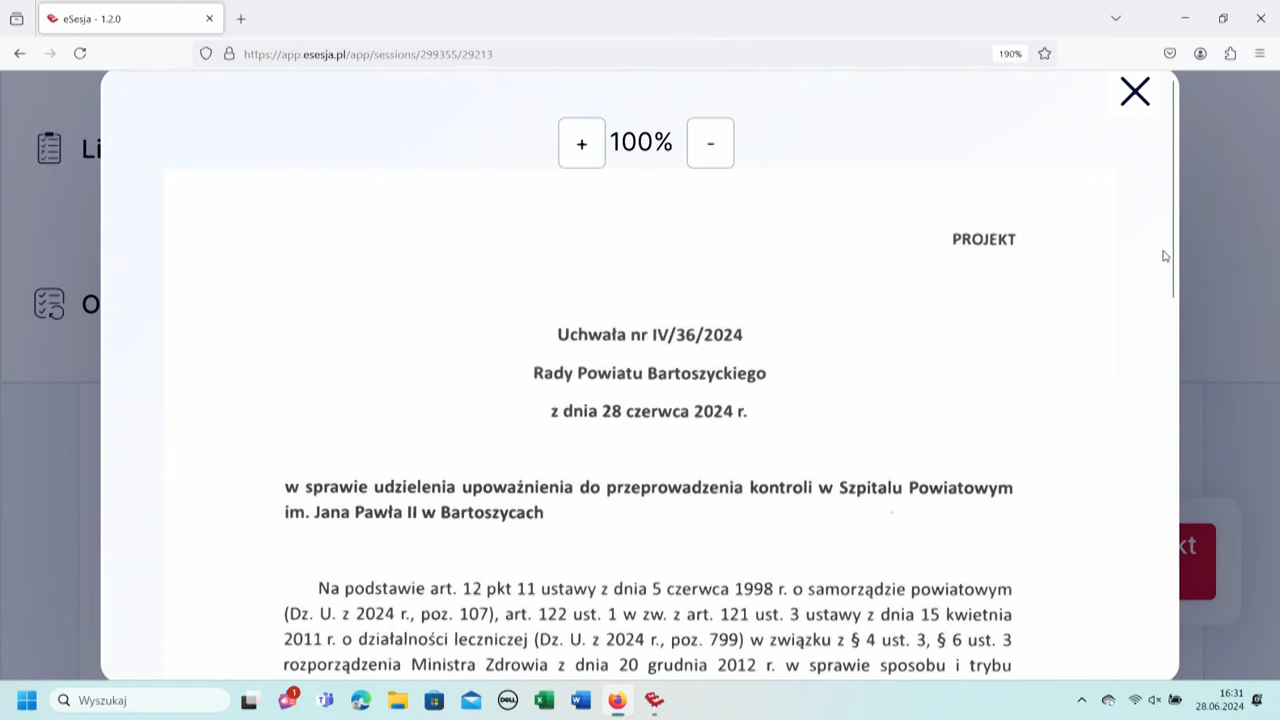 eSesja - 1.2.0
https://app.esesja.pl/app/sessions/299355/29213
190%
Li
+ 100% -
PROJEKT
O
Uchwała nr IV/36/2024
Rady Powiatu Bartoszyckiego
z dnia 28 czerwca 2024 r.
w sprawie udzielenia upoważnienia do przeprowadzenia kontroli w Szpitalu Powiatowym
im. Jana Pawła II w Bartoszycach
kt
Na podstawie art. 12 pkt 11 ustawy z dnia 5 czerwca 1998 r. o samorządzie powiatowym
(Dz. U. z 2024 r., poz. 107), art. 122 ust. 1 w zw. z art. 121 ust. 3 ustawy z dnia 15 kwietnia
2011 r. o działalności leczniczej (Dz. U. z 2024 r., poz. 799) w związku z § 4 ust. 3, § 6 ust. 3
rozporządzenia Ministra Zdrowia z dnia 20 grudnia 2012 r. w sprawie sposobu i trybu
Wyszukaj
1
DELL
16:31
28.06.2024